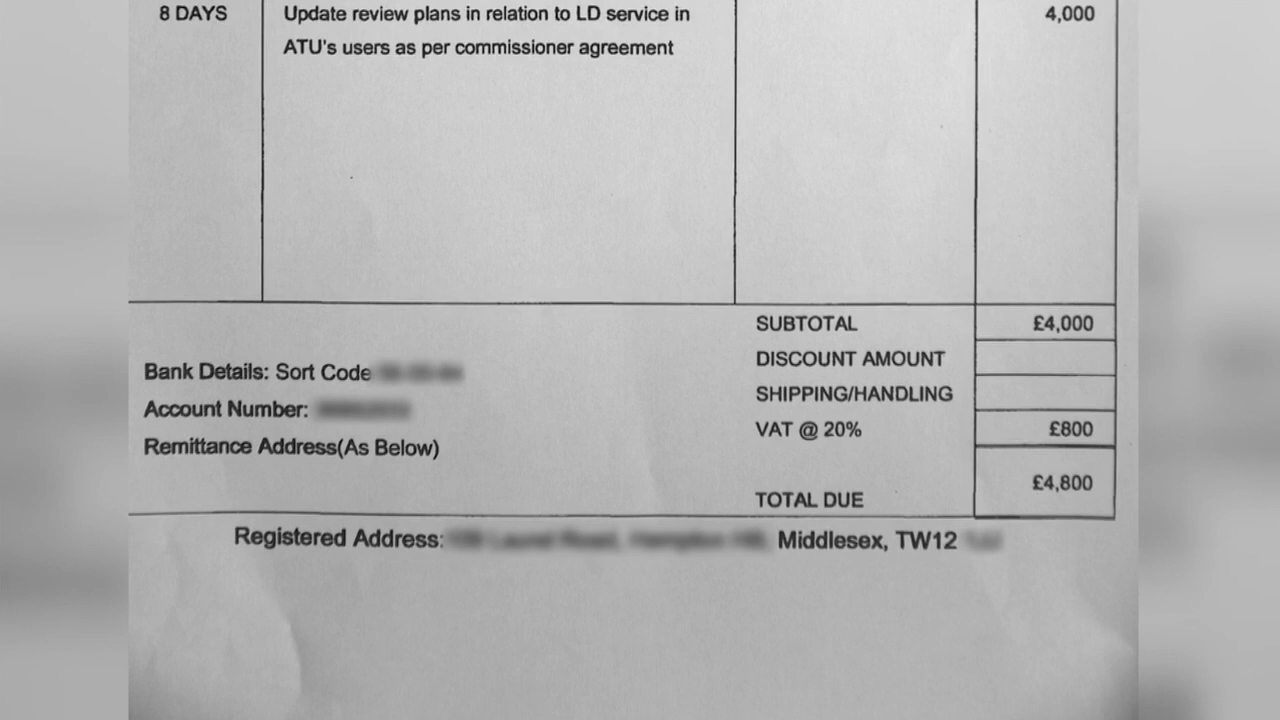 8 DAYS Update review plans in relation to LD service in 4,000
ATU's users as per commissioner agreement
SUBTOTAL £4,000
DISCOUNT AMOUNT
Bank Details: Sort Code
SHIPPING/HANDLING
Account Number:
VAT @ 20% £800
Remittance Address(As Below)
£4,800
TOTAL DUE
Registered Address: Middlesex, TW12